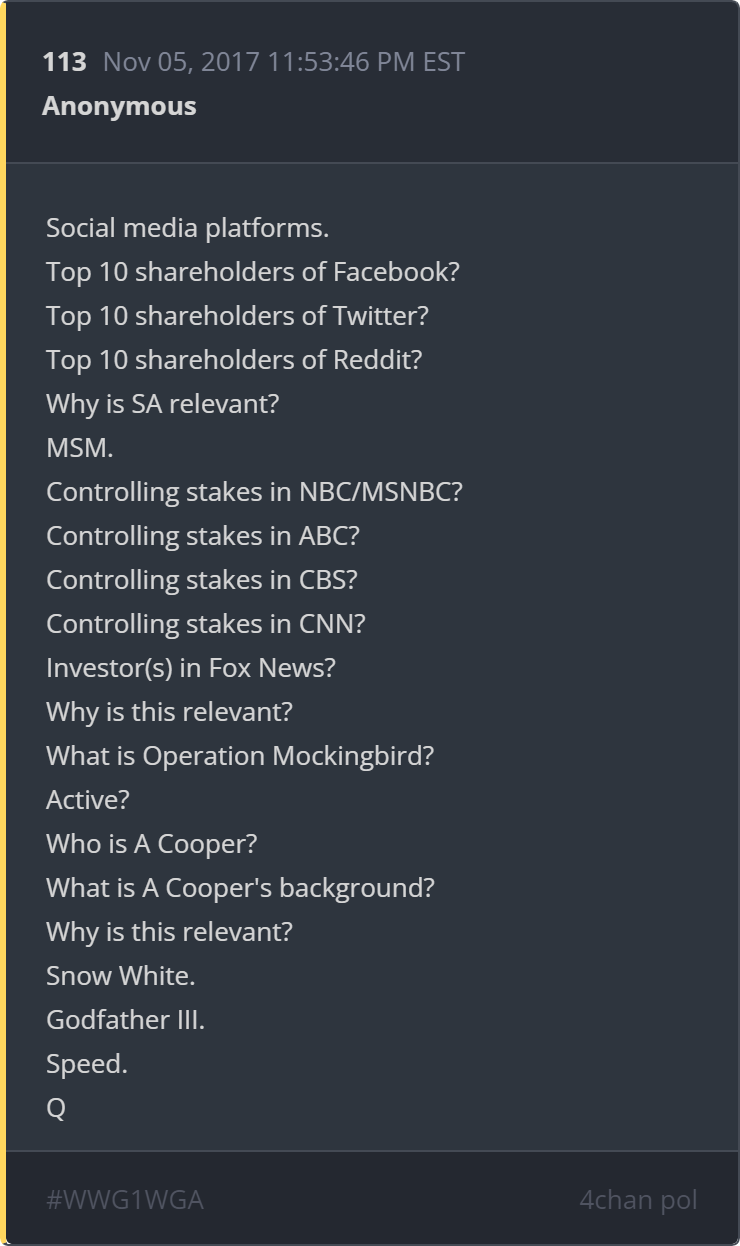 113 Nov 05, 2017 11:53:46 PM EST
Anonymous
Social media platforms.
Top 10 shareholders of Facebook?
Top 10 shareholders of Twitter?
Top 10 shareholders of Reddit?
Why is SA relevant?
MSM.
Controlling stakes in NBC/MSNBC?
Controlling stakes in ABC?
Controlling stakes in CBS?
Controlling stakes in CNN?
Investor(s) in Fox News?
Why is this relevant?
What is Operation Mockingbird?
Active?
Who is A Cooper?
What is A Cooper's background?
Why is this relevant?
Snow White.
Godfather III.
Speed.
Q
#WWG1WGA 4chan pol